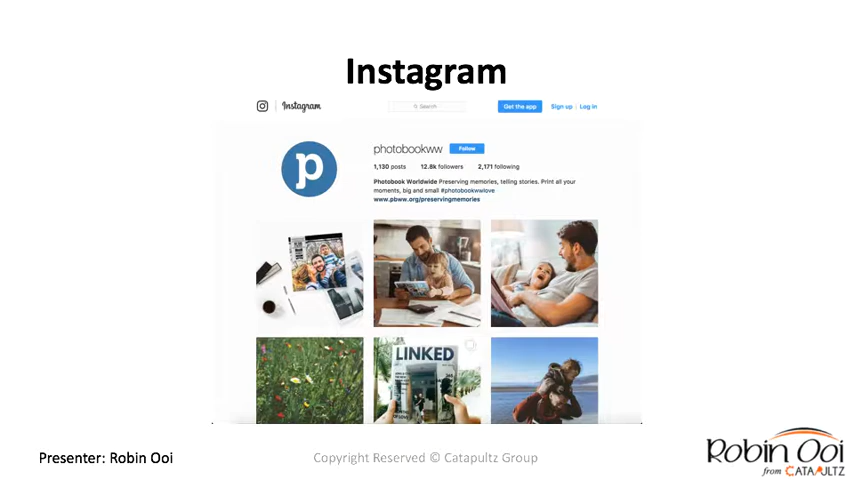 Instagram
Instagram
Search
Get the app
Sign up | Log in
p
photobookww
Follow
1,130 posts 12.8k followers 2,171 following
Photobook Worldwide Preserving memories, telling stories. Print all your
moments, big and small #photobookwwlove
www.pbww.org/preservingmemories
LINKED
Presenter: Robin Ooi
Copyright Reserved © Catapultz Group
Robin Ooi
from CATAPULTZ